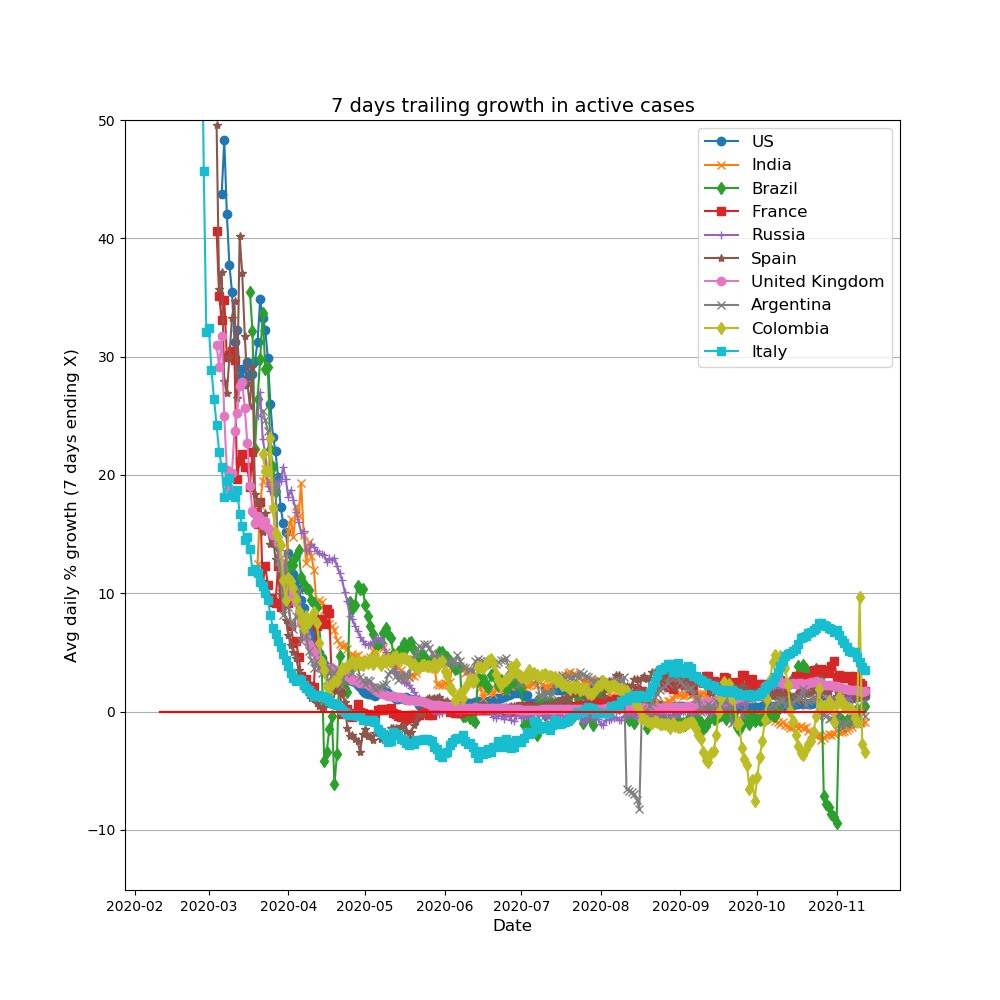 7 days trailing growth in active cases
50
40
30
20
10
0
−10
Avg daily % growth (7 days ending X)
US
India
Brazil
France
Russia
Spain
United Kingdom
Argentina
Colombia
Italy
2020-02 2020-03 2020-04 2020-05 2020-06 2020-07 2020-08 2020-09 2020-10 2020-11
Date